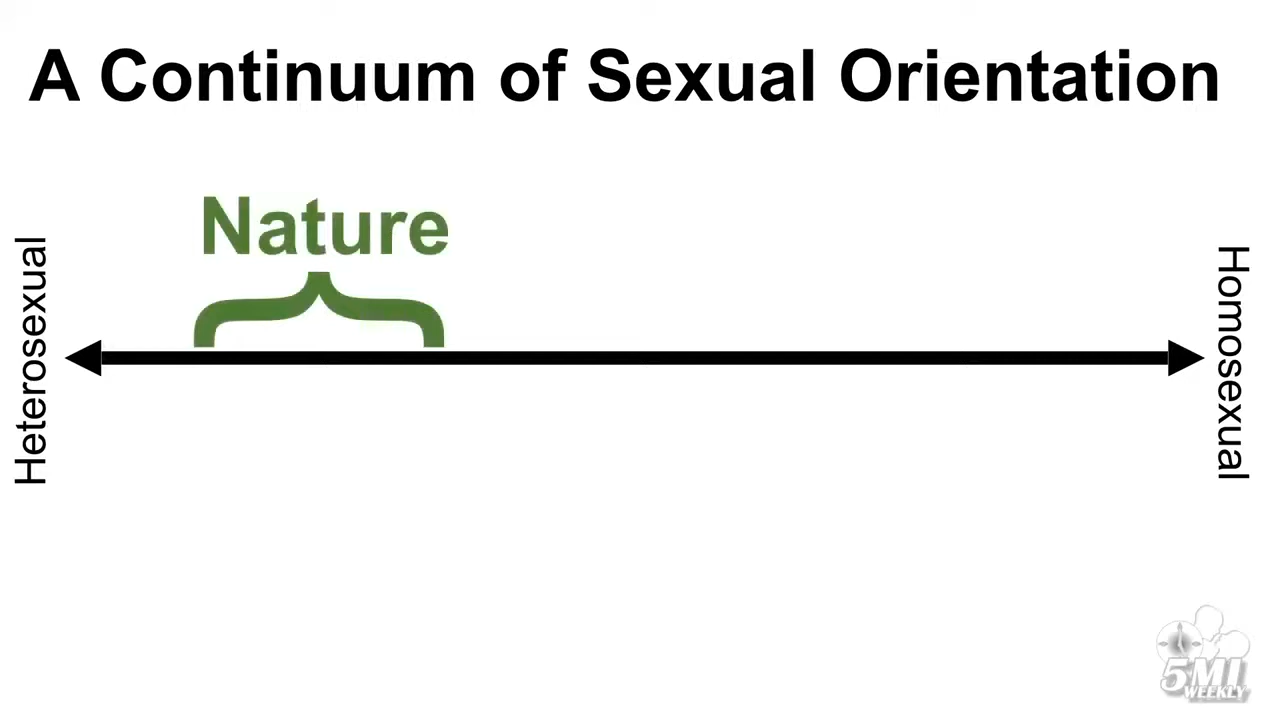 A Continuum of Sexual Orientation
Nature
Heterosexual
Homosexual
5MI
WEEKLY